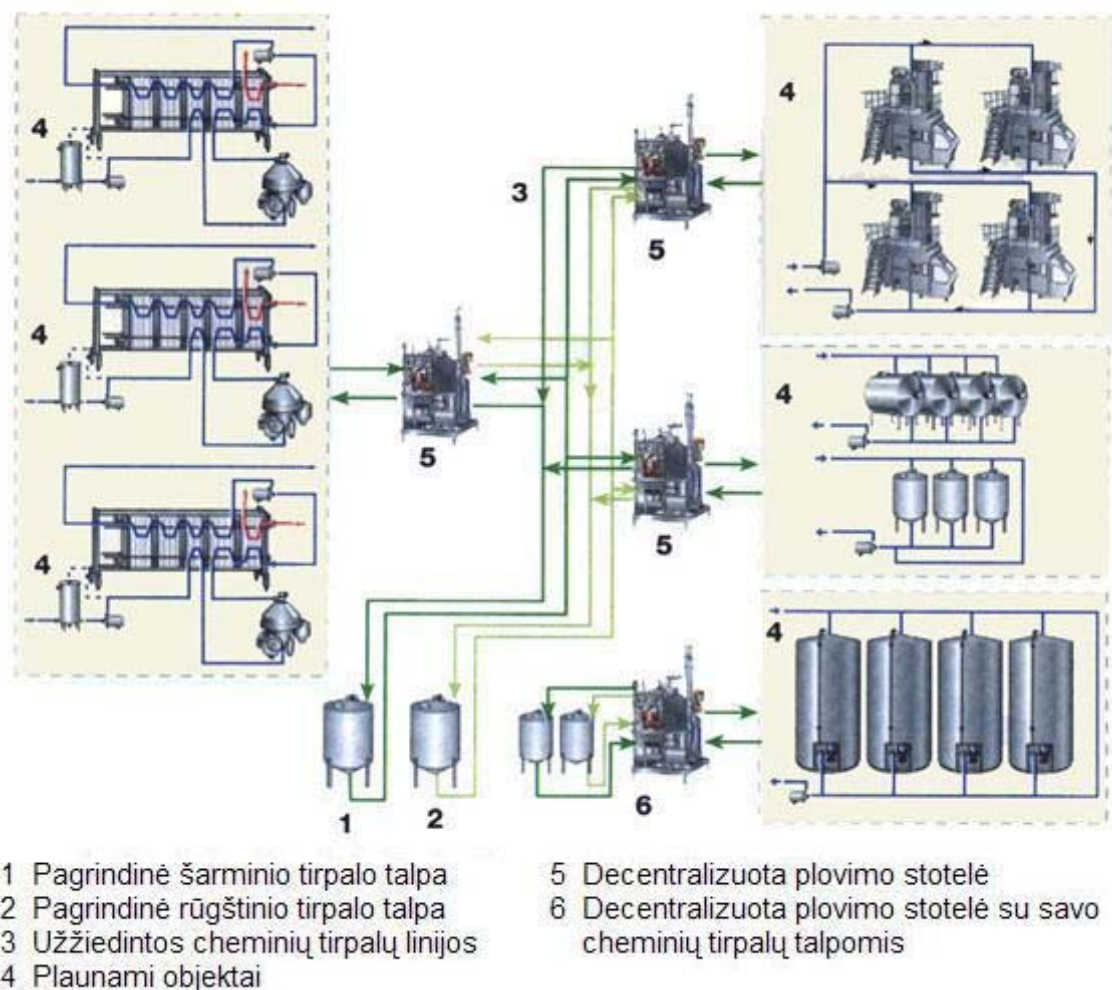 4
4
4
3
5
5
5
4
4
4
1
2
6
1 Pagrindinė šarminio tirpalo talpa
2 Pagrindinė rūgštinio tirpalo talpa
3 Užžiedintos cheminių tirpalų linijos
4 Plaunami objektai
5 Decentralizuota plovimo stotelė
6 Decentralizuota plovimo stotelė su savo
cheminių tirpalų talpomis